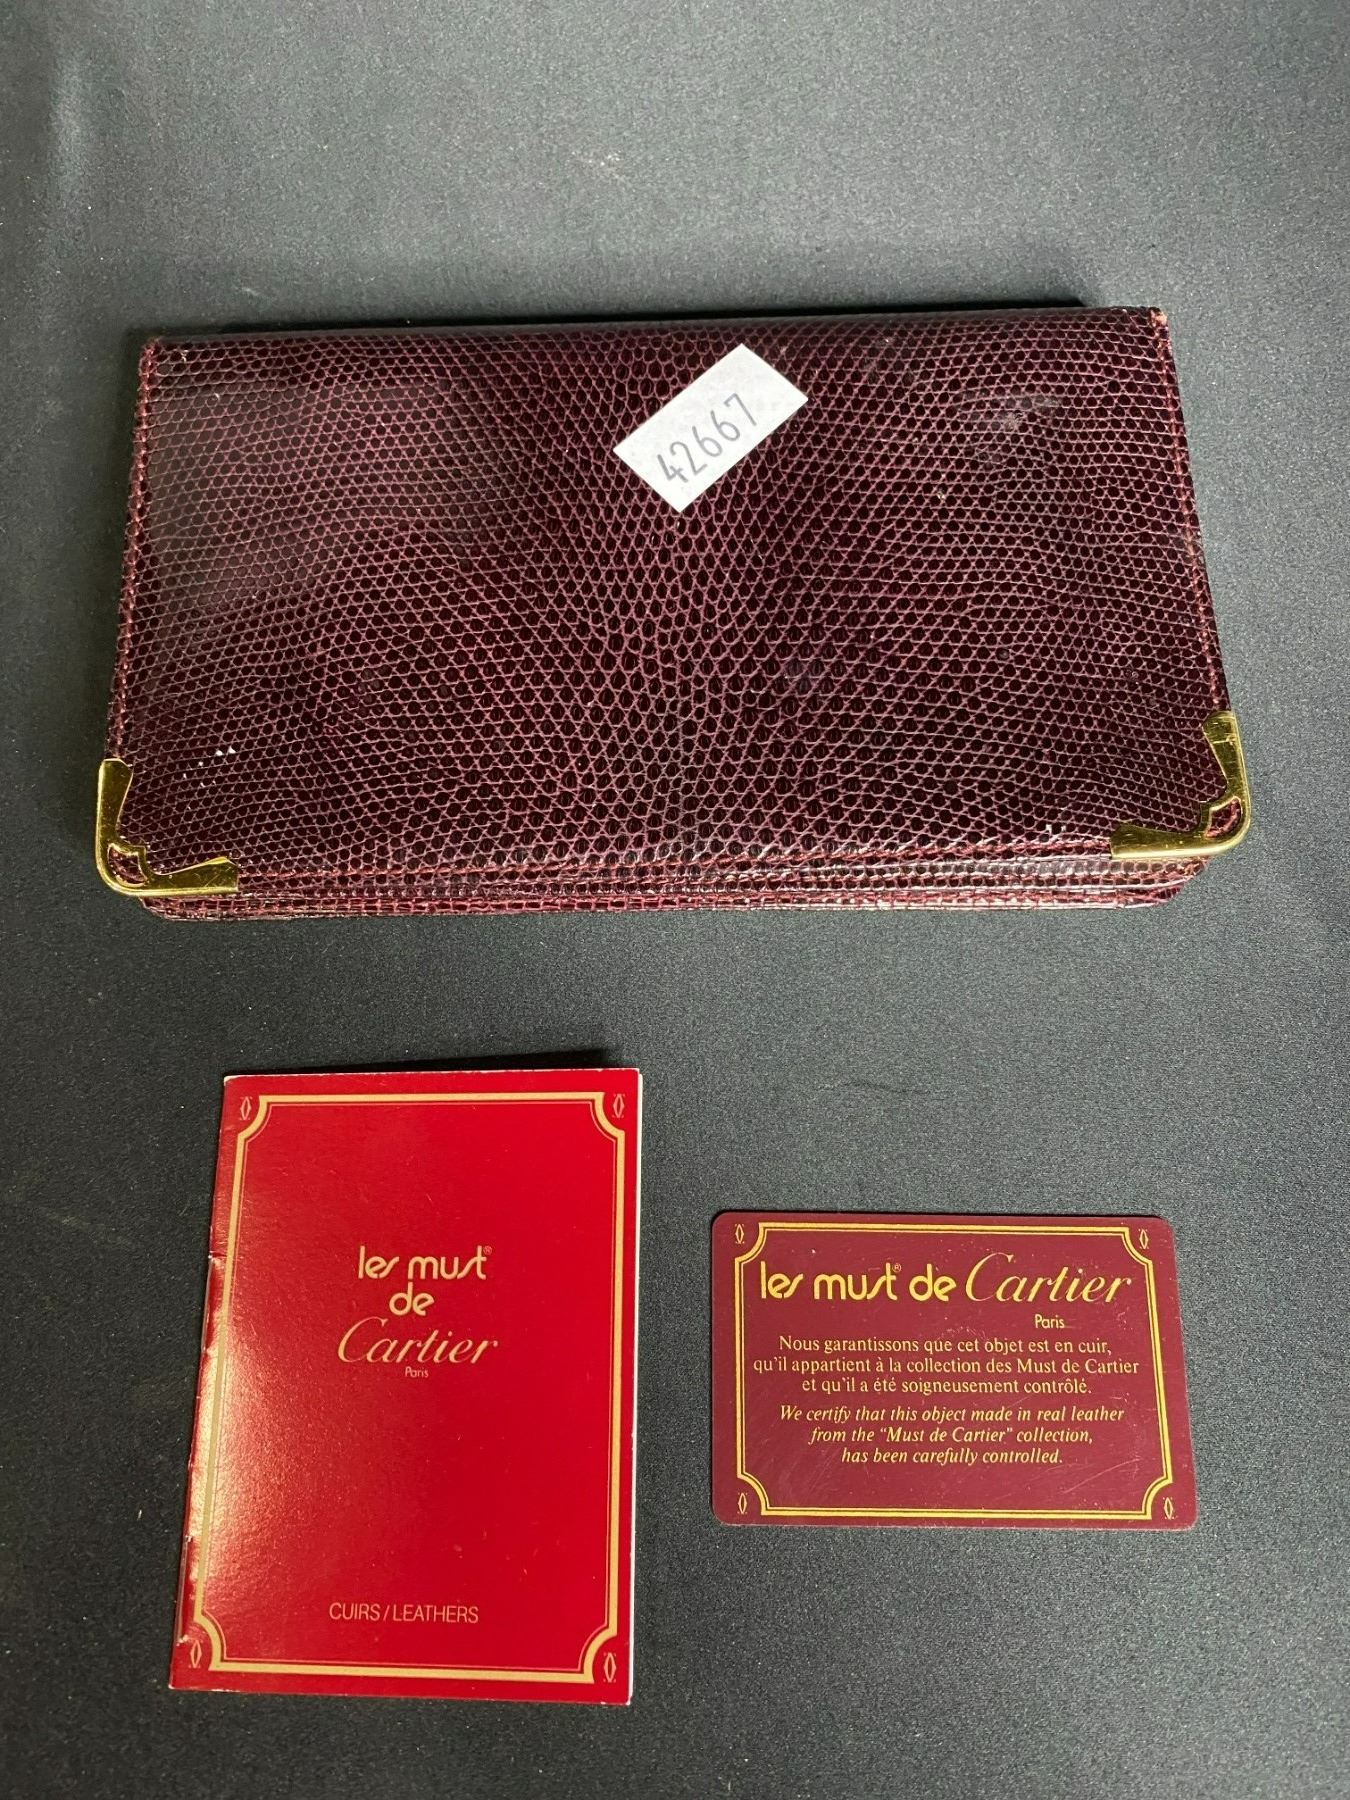 42667
les must®
de
Cartier
Paris
CUIRS / LEATHERS
les must® de Cartier
Paris
Nous garantissons que cet objet est en cuir,
qu'il appartient à la collection des Must de Cartier
et qu'il a été soigneusement contrôlé.
We certify that this object made in real leather
from the "Must de Cartier" collection,
has been carefully controlled.